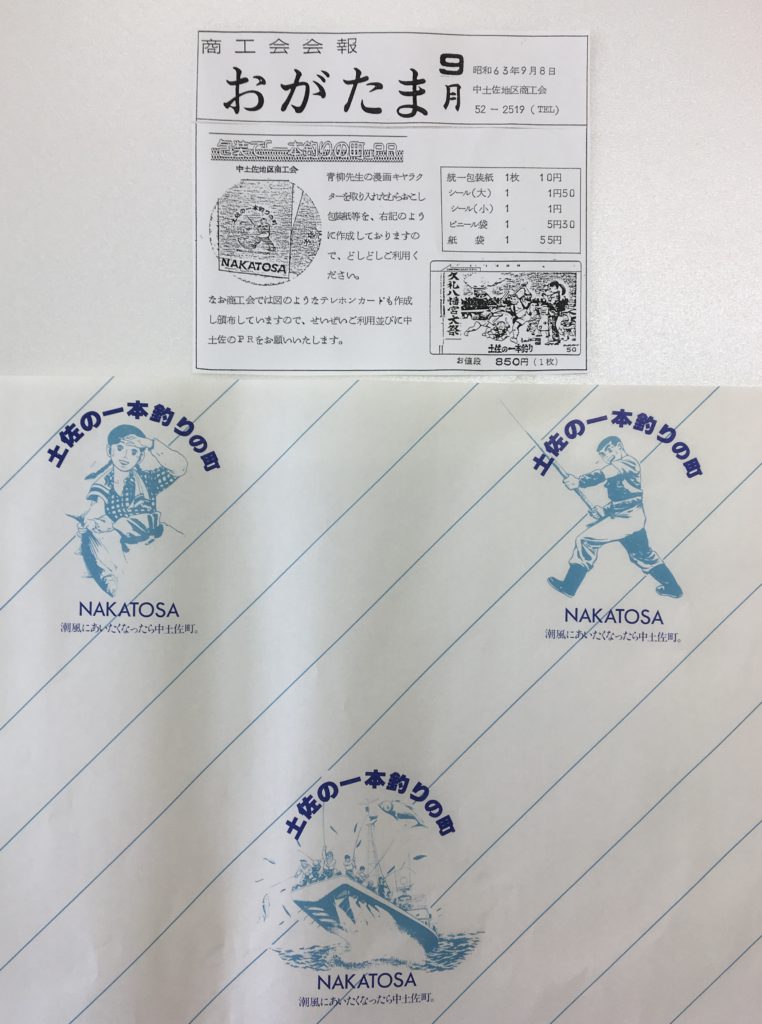 商工会会報
おがたま
9月
昭和63年9月8日
中土佐地区商工会
52-2519(TEL)
包装で「一本釣りの町」PR
中土佐地区商工会
土佐の一本釣りの町
NAKATOSA
青柳先生の漫画キャラク
ターを取り入れたむらおこし
包装紙等を、右記のよう
に作成しておりますの
で、どしどしご利用く
ださい。
なお商工会では図のようなテレホンカードも作成
し頒布していますので、せいぜいご利用並びに中
土佐のPRをお願いいたします。
統一包装紙 1枚 10円
シール(大) 1 1円50
シール(小) 1 1円
ビニール袋 1 5円30
紙袋 1 55円
久礼八幡宮大祭
土佐の一本釣り
50
お値段 850円(1枚)
土佐の一本釣りの町
NAKATOSA
潮風にあいたくなったら中土佐町。
土佐の一本釣りの町
NAKATOSA
潮風にあいたくなったら中土佐町。
土佐の一本釣りの町
NAKATOSA
潮風にあいたくなったら中土佐町。